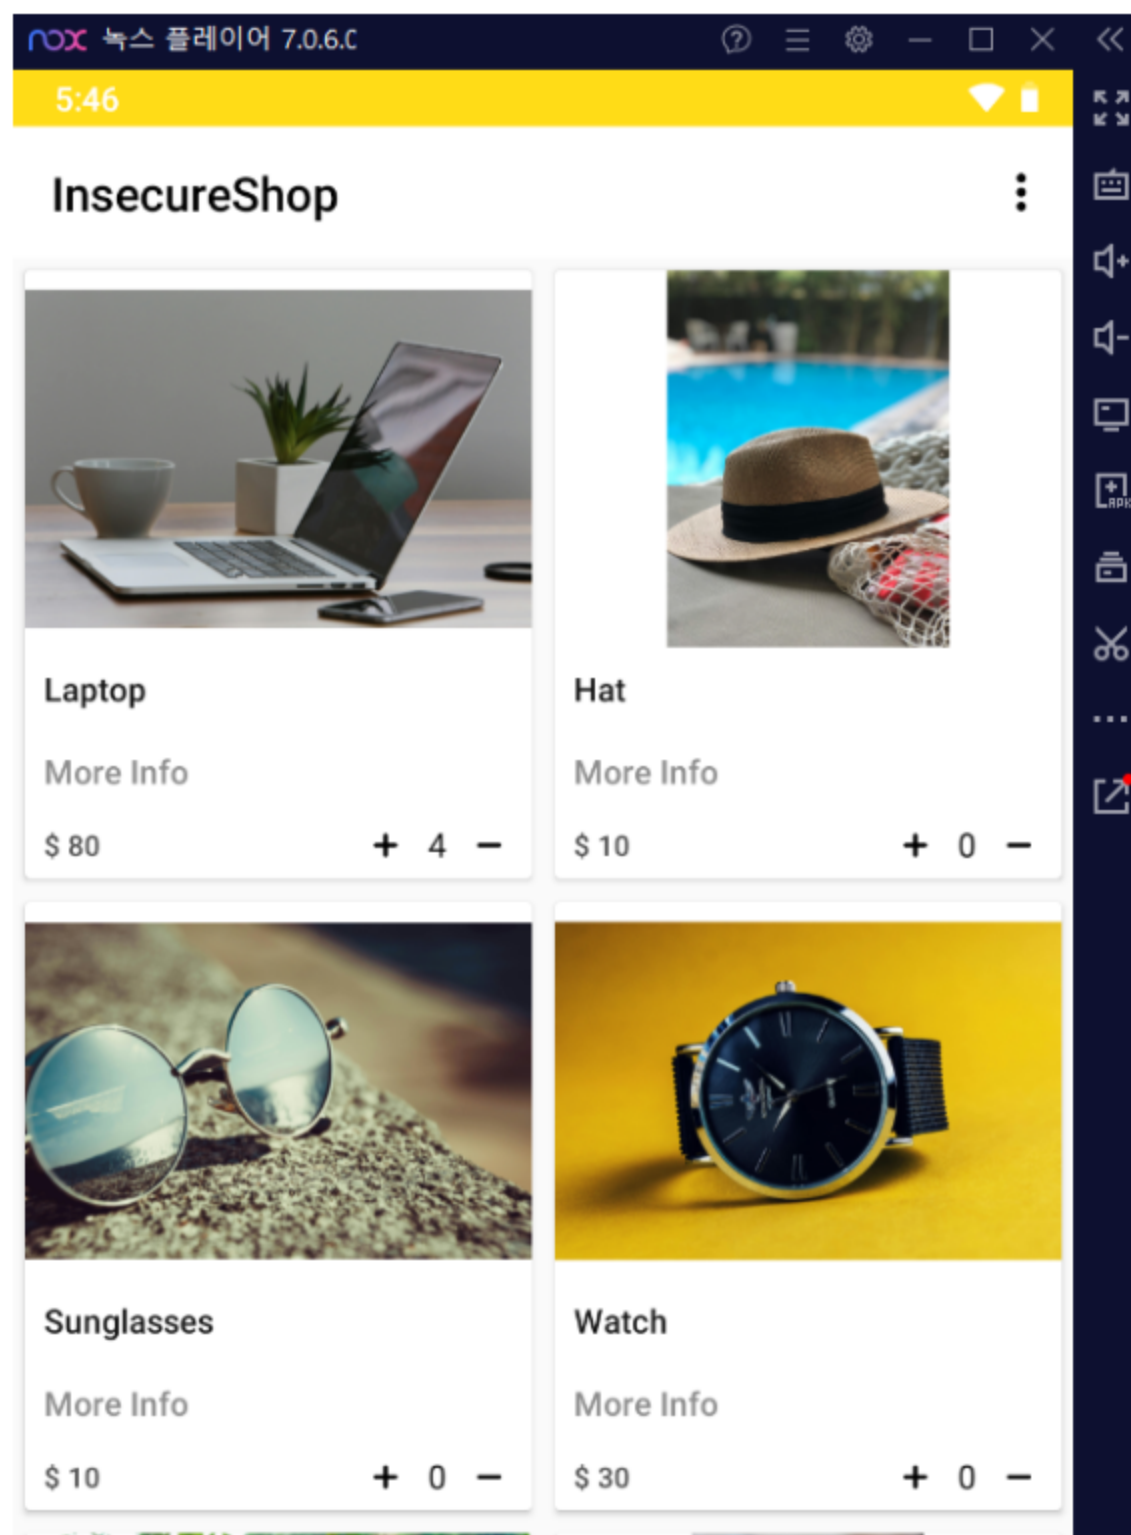 nox 녹스 플레이어 7.0.6.0
5:46
InsecureShop
Laptop
More Info
$ 80 + 4 −
Hat
More Info
$ 10 + 0 −
Sunglasses
More Info
$ 10 + 0 −
Watch
More Info
$ 30 + 0 −